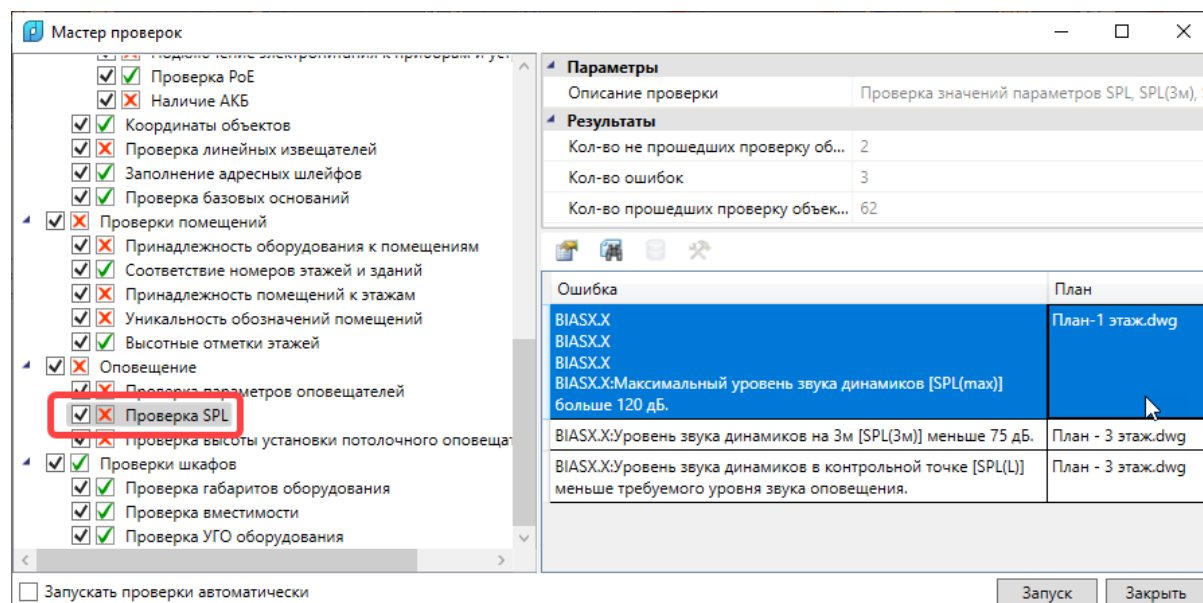 Мастер проверок
Подключение электропитания к приборам и уст
Проверка PoE
Наличие АКБ
Координаты объектов
Проверка линейных извещателей
Заполнение адресных шлейфов
Проверка базовых оснований
Проверки помещений
Принадлежность оборудования к помещениям
Соответствие номеров этажей и зданий
Принадлежность помещений к этажам
Уникальность обозначений помещений
Высотные отметки этажей
Оповещение
Проверка параметров оповещателей
Проверка SPL
Проверка высоты установки потолочного оповещат
Проверки шкафов
Проверка габаритов оборудования
Проверка вместимости
Проверка УГО оборудования
Запускать проверки автоматически
Параметры
Описание проверки Проверка значений параметров SPL, SPL(3м),
Результаты
Кол-во не прошедших проверку об... 2
Кол-во ошибок 3
Кол-во прошедших проверку объек... 62
Ошибка План
BIASX.X План-1 этаж.dwg
BIASX.X
BIASX.X
BIASX.X:Максимальный уровень звука динамиков [SPL(max)]
больше 120 дБ.
BIASX.X:Уровень звука динамиков на 3м [SPL(3м)] меньше 75 дБ. План - 3 этаж.dwg
BIASX.X:Уровень звука динамиков в контрольной точке [SPL(L)] План - 3 этаж.dwg
меньше требуемого уровня звука оповещения.
Запуск Закрыть